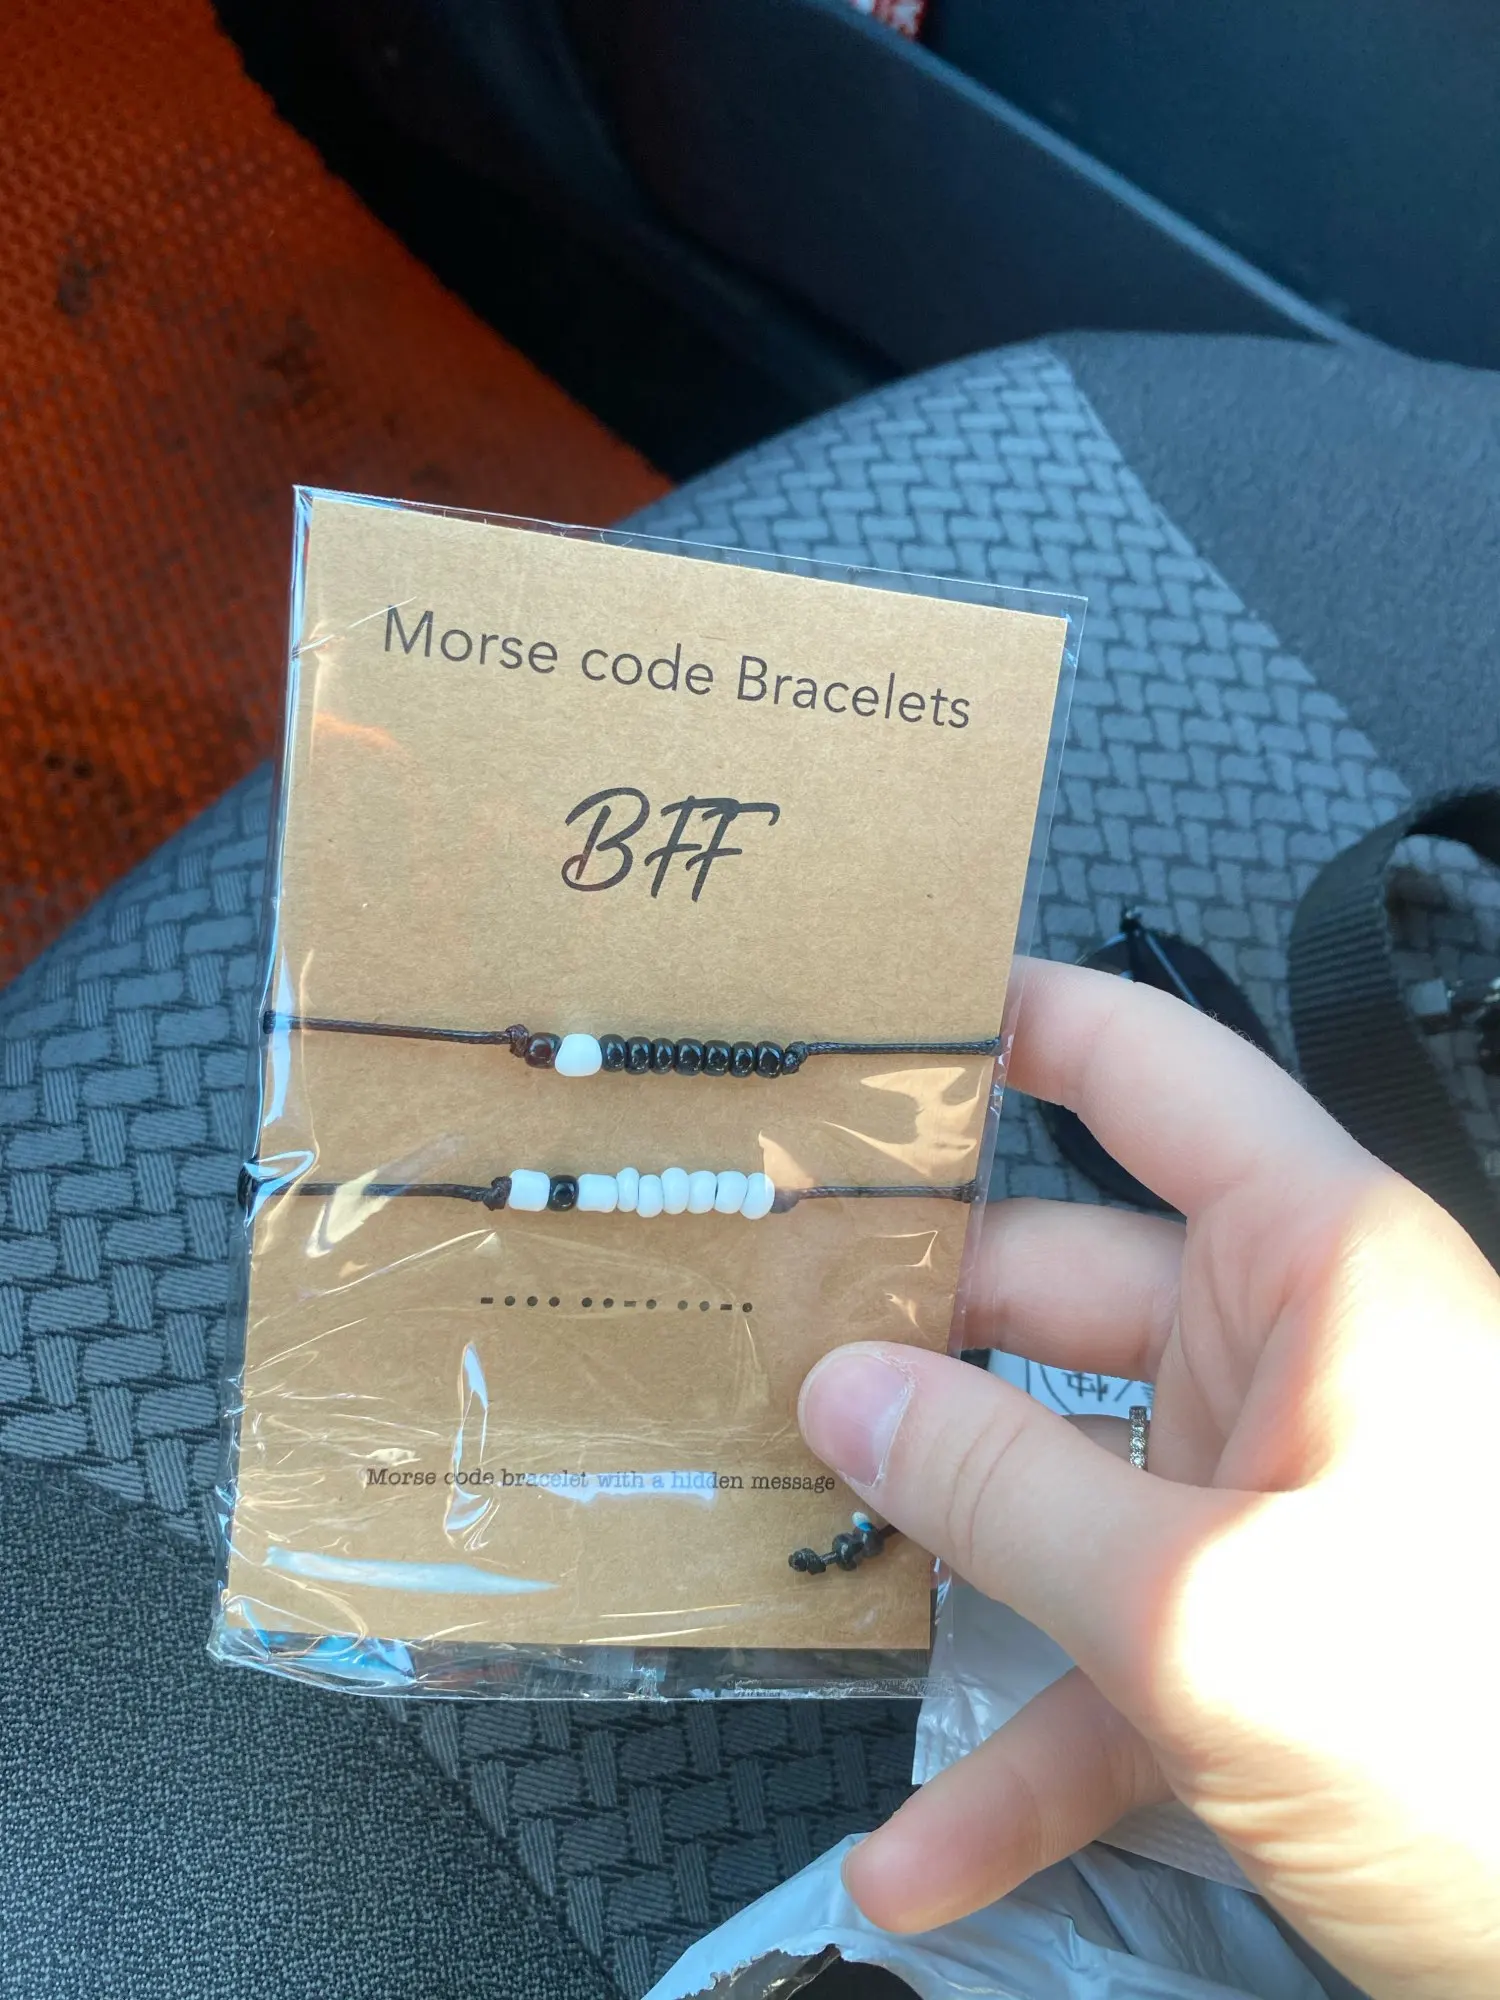 Morse code Bracelets
BFF
-●●● ●●-● ●●-●
Morse code bracelet with a hidden message